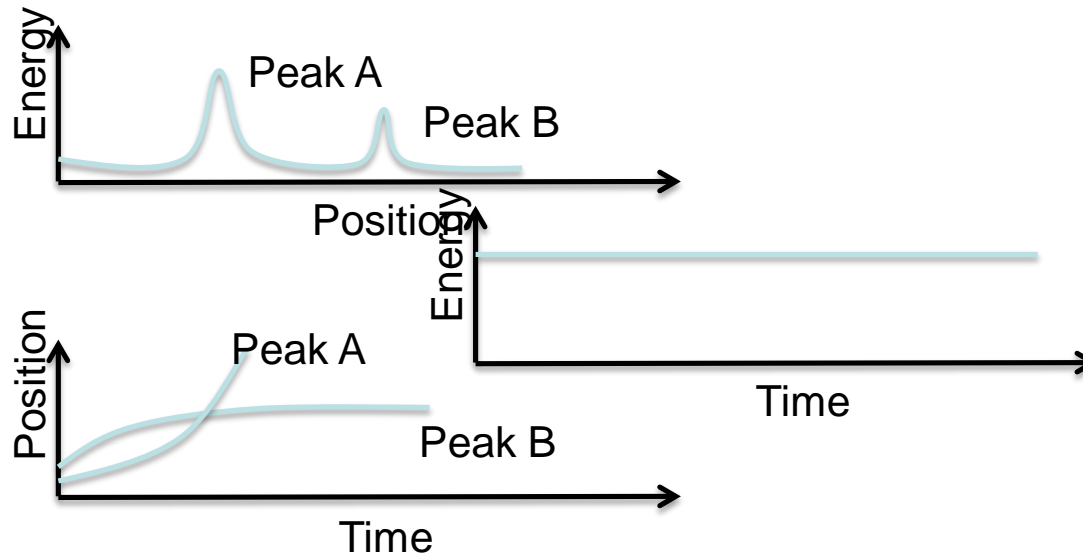 Energy
Peak A
Peak B
Position
Energy
Time
Position
Peak A
Peak B
Time